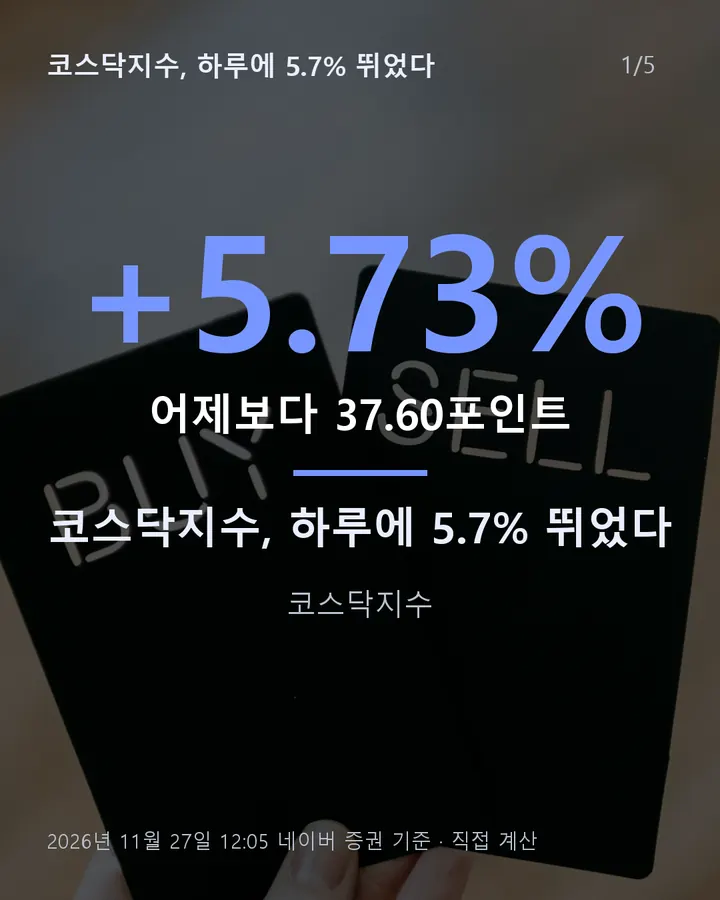 코스닥지수, 하루에 5.7% 뛰었다
1/5
+5.73%
어제보다 37.60포인트
BUY
SELL
코스닥지수, 하루에 5.7% 뛰었다
코스닥지수
2026년 11월 27일 12:05 네이버 증권 기준 · 직접 계산